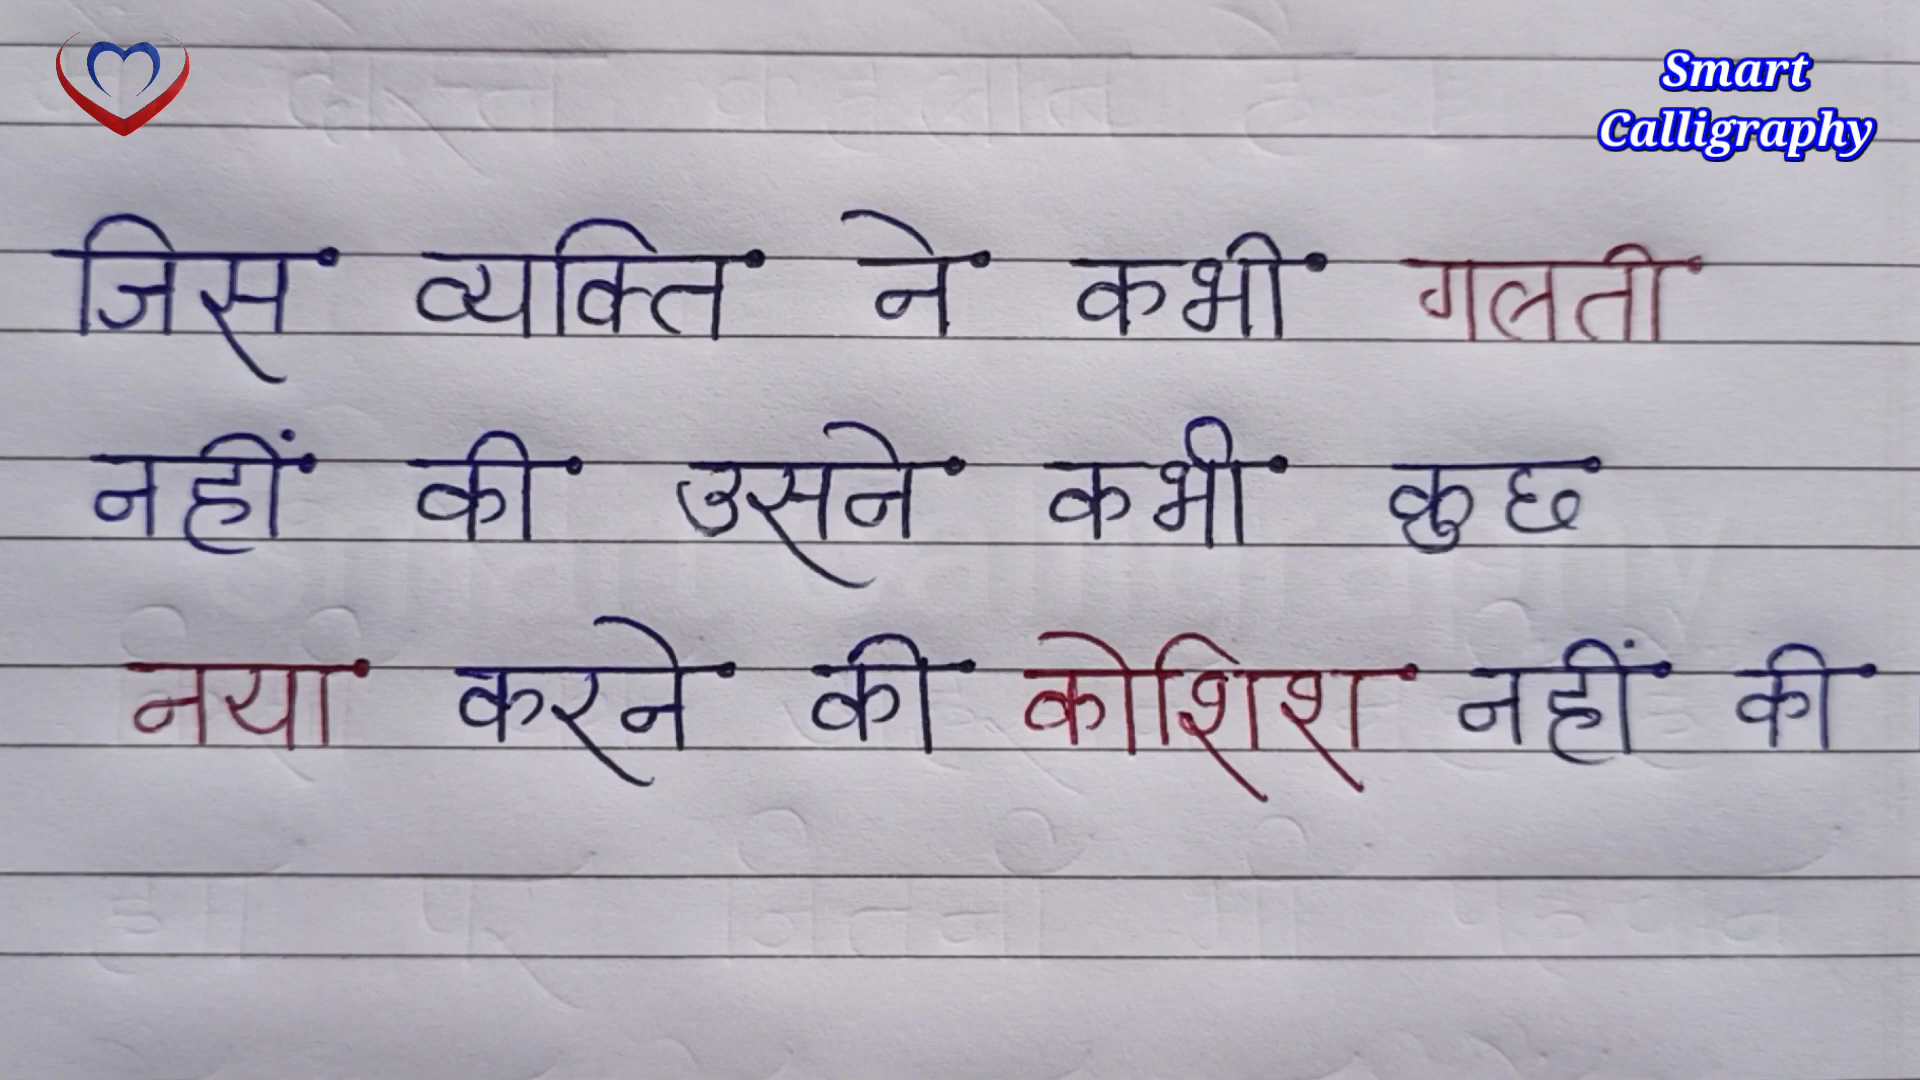 Smart
Calligraphy
जिस व्यक्ति ने कभी गलती
नहीं की उसने कभी कुछ
नया करने की कोशिश नहीं की